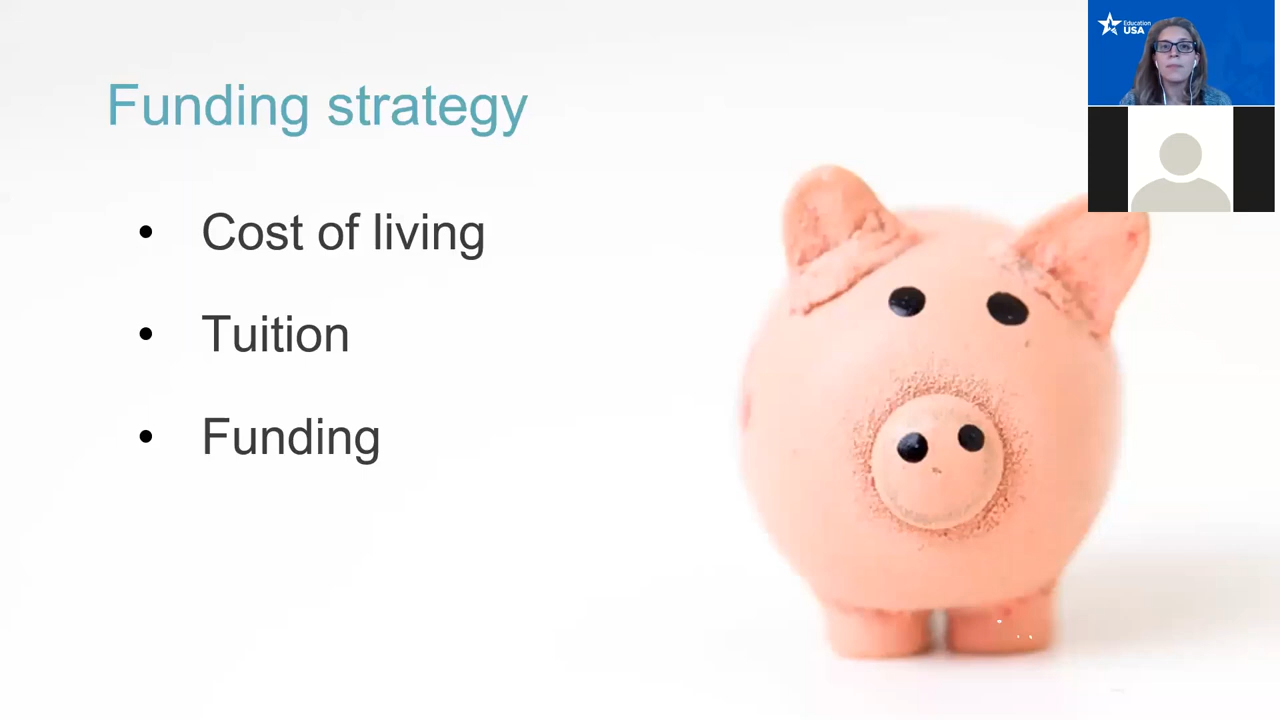 Funding strategy
• Cost of living
• Tuition
• Funding
Education
USA